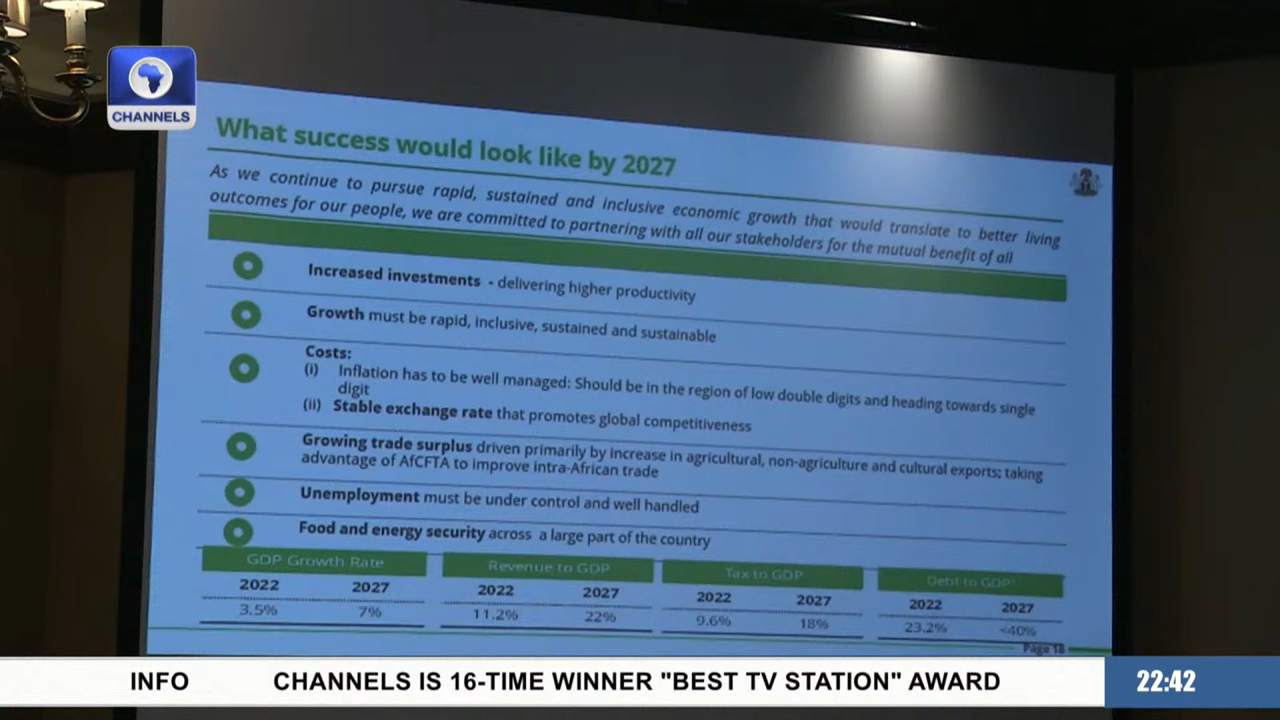 CHANNELS
What success would look like by 2027
As we continue to pursue rapid, sustained and inclusive economic growth that would translate to better living
outcomes for our people, we are committed to partnering with all our stakeholders for the mutual benefit of all
Increased investments - delivering higher productivity
Growth must be rapid, inclusive, sustained and sustainable
Costs:
(i) Inflation has to be well managed: Should be in the region of low double digits and heading towards single
digit
(ii) Stable exchange rate that promotes global competitiveness
Growing trade surplus driven primarily by increase in agricultural, non-agriculture and cultural exports; taking
advantage of AfCFTA to improve intra-African trade
Unemployment must be under control and well handled
Food and energy security across a large part of the country
GDP Growth Rate Revenue to GDP Tax to GDP Debt to GDP¹
2022 2027 2022 2027 2022 2027 2022 2027
3.5% 7% 11.2% 22% 9.6% 18% 23.2% <40%
Page 18
INFO CHANNELS IS 16-TIME WINNER "BEST TV STATION" AWARD 22:42